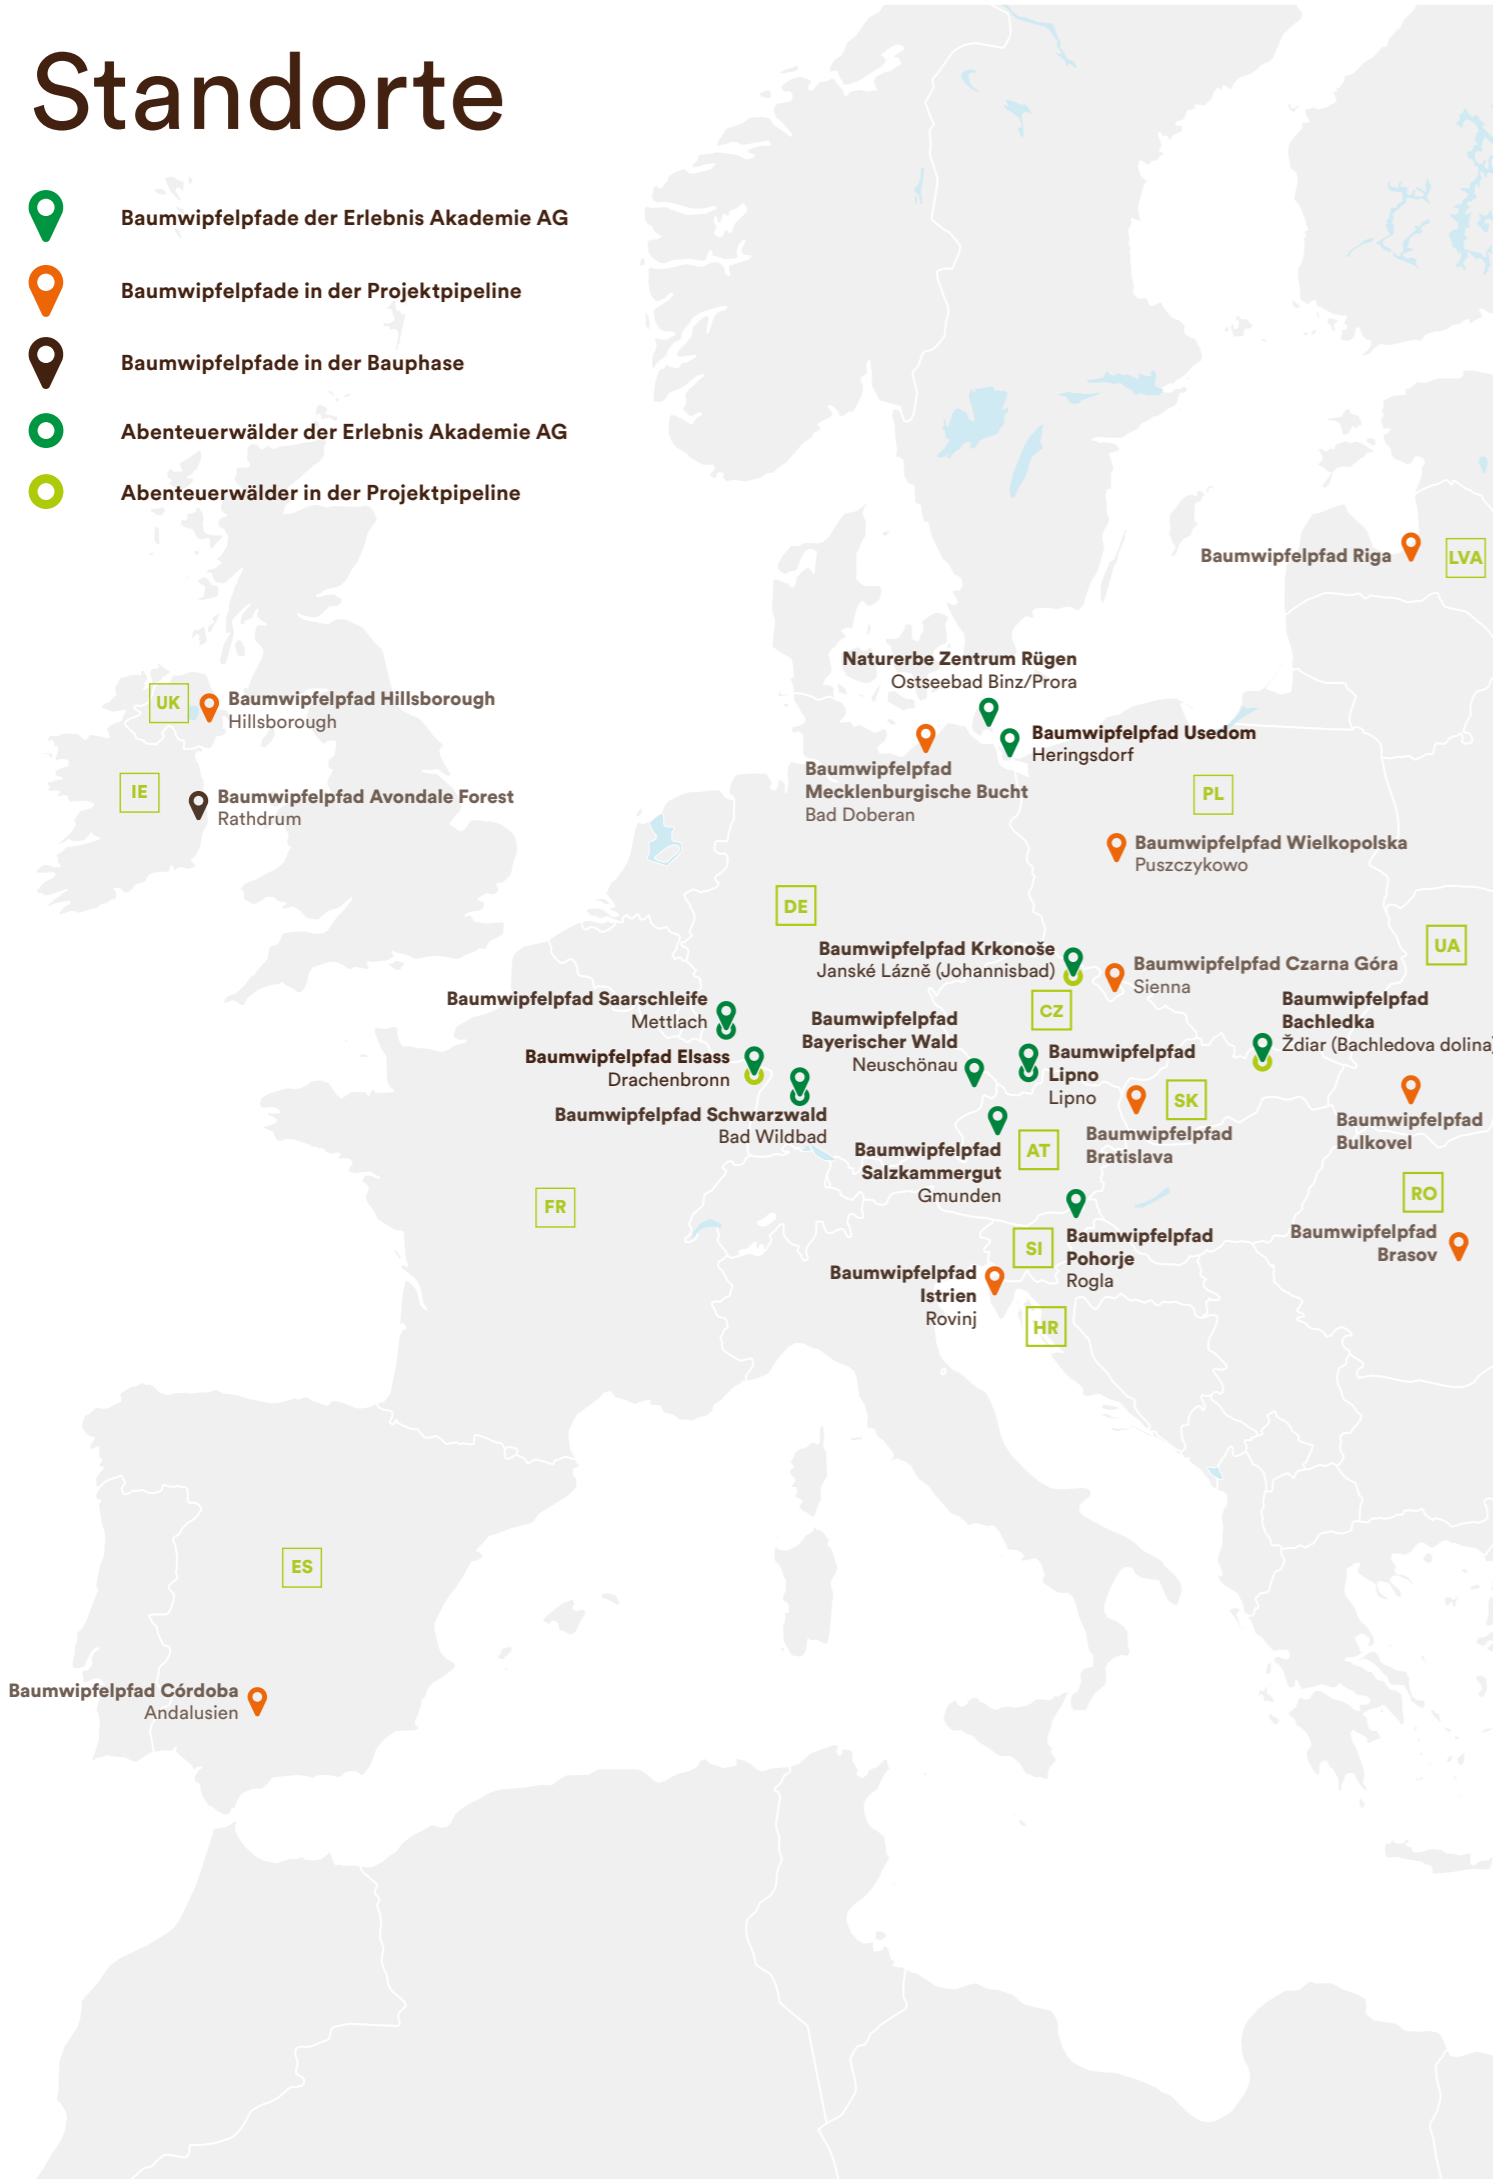 Standorte
Baumwipfelpfade der Erlebnis Akademie AG
Baumwipfelpfade in der Projektpipeline
Baumwipfelpfade in der Bauphase
Abenteuerwälder der Erlebnis Akademie AG
Abenteuerwälder in der Projektpipeline
Baumwipfelpfad Riga
LVA
Naturerbe Zentrum Rügen
Ostseebad Binz/Prora
UK
Baumwipfelpfad Hillsborough
Hillsborough
Baumwipfelpfad Usedom
Heringsdorf
Baumwipfelpfad
Mecklenburgische Bucht
Bad Doberan
IE
Baumwipfelpfad Avondale Forest
Rathdrum
PL
Baumwipfelpfad Wielkopolska
Puszczykowo
DE
UA
Baumwipfelpfad Krkonoše
Janské Lázně (Johannisbad)
Baumwipfelpfad Czarna Góra
Sienna
CZ
Baumwipfelpfad Saarschleife
Mettlach
Baumwipfelpfad
Bayerischer Wald
Neuschönau
Baumwipfelpfad
Bachledka
Ždiar (Bachledova dolina)
Baumwipfelpfad Elsass
Drachenbronn
Baumwipfelpfad
Lipno
Lipno
Baumwipfelpfad Schwarzwald
Bad Wildbad
SK
Baumwipfelpfad
Bratislava
Baumwipfelpfad
Bulkovel
Baumwipfelpfad
Salzkammergut
Gmunden
AT
FR
RO
Baumwipfelpfad
Brasov
SI
Baumwipfelpfad
Pohorje
Rogla
Baumwipfelpfad
Istrien
Rovinj
HR
ES
Baumwipfelpfad Córdoba
Andalusien